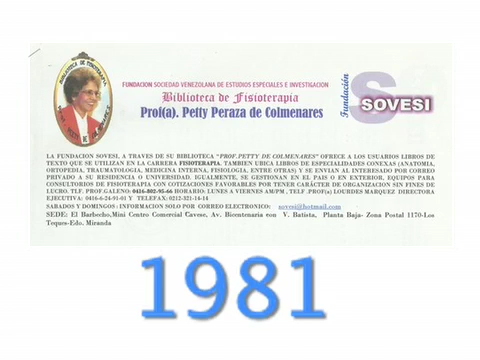 BIBLIOTECA DE FISIOTERAPIA
FUNDACION SOCIEDAD VENEZOLANA DE ESTUDIOS ESPECIALES E INVESTIGACION
Biblioteca de Fisioterapia
Prof(a). Petty Peraza de Colmenares
Fundación
SOVESI
LA FUNDACION SOVESI, A TRAVES DE SU BIBLIOTECA "PROF.PETTY DE COLMENARES" OFRECE A LOS USUARIOS LIBROS DE
TEXTO QUE SE UTILIZAN EN LA CARRERA FISIOTERAPIA. TAMBIEN UBICA LIBROS DE ESPECIALIDADES CONEXAS (ANATOMIA,
ORTOPEDIA, TRAUMATOLOGIA, MEDICINA INTERNA, FISIOLOGIA, ENTRE OTRAS) Y SE ENVIAN AL INTERESADO POR CORREO
PRIVADO A SU RESIDENCIA O UNIVERSIDAD. IGUALMENTE, SE GESTIONAN EN EL PAIS O EN EXTERIOR, EQUIPOS PARA
CONSULTORIOS DE FISIOTERAPIA CON COTIZACIONES FAVORABLES POR TENER CARÁCTER DE ORGANIZACION SIN FINES DE
LUCRO. TLF. PROF.GALENO: HORARIO: LUNES A VIERNES AM/PM , TELF .PROF(a) LOURDES MARQUEZ DIRECTORA
EJECUTIVA: 0416-6-24-91-01 Y TELEFAX:0212-321-14-14
SABADOS Y DOMINGOS : INFORMACION SOLO POR CORREO ELECTRONICO: sovesi@hotmail.com
SEDE: El Barbecho,Mini Centro Comercial Cavese, Av. Bicentenaria con V. Batista, Planta Baja- Zona Postal 1170-Los
Teques-Edo. Miranda
1981